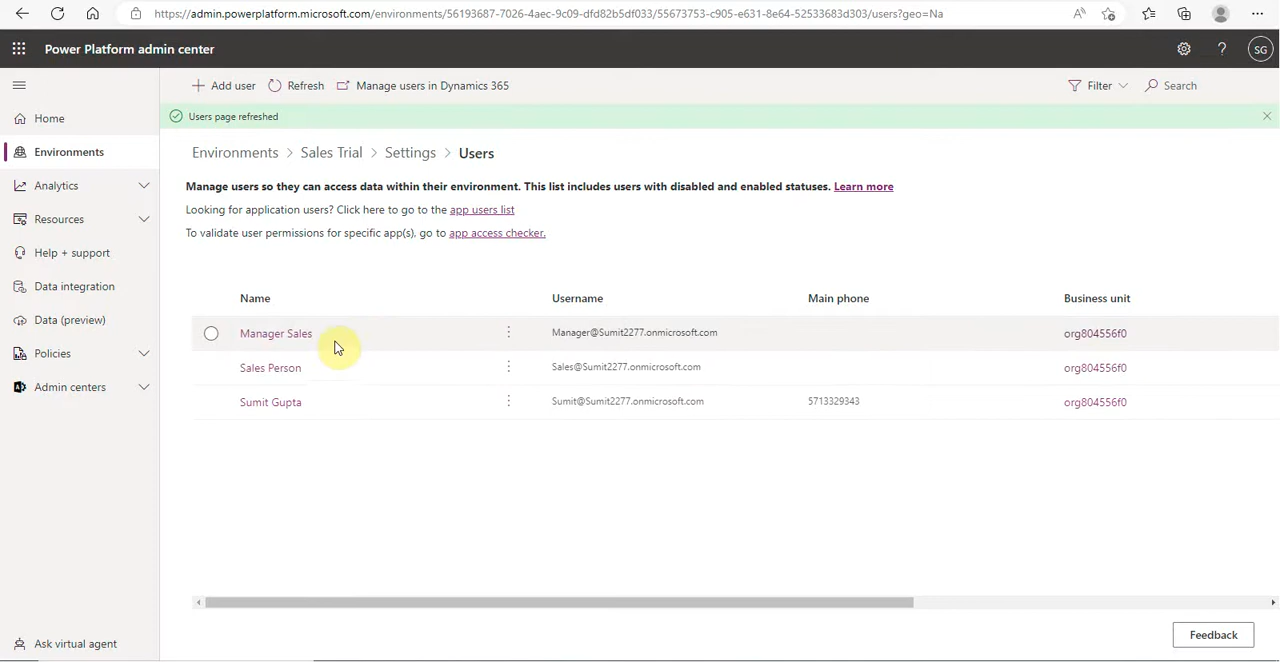 https://admin.powerplatform.microsoft.com/environments/56193687-7026-4aec-9c09-dfd82b5df033/55673753-c905-e631-8e64-52533683d303/users?geo=Na
Power Platform admin center
? SG
Add user Refresh Manage users in Dynamics 365 Filter Search
Users page refreshed
Home
Environments
Analytics
Resources
Help + support
Data integration
Data (preview)
Policies
Admin centers
Ask virtual agent
Environments > Sales Trial > Settings > Users
Manage users so they can access data within their environment. This list includes users with disabled and enabled statuses. Learn more
Looking for application users? Click here to go to the app users list
To validate user permissions for specific app(s), go to app access checker.
Name Username Main phone Business unit
Manager Sales Manager@Sumit2277.onmicrosoft.com org804556f0
Sales Person Sales@Sumit2277.onmicrosoft.com org804556f0
Sumit Gupta Sumit@Sumit2277.onmicrosoft.com 5713329343 org804556f0
Feedback